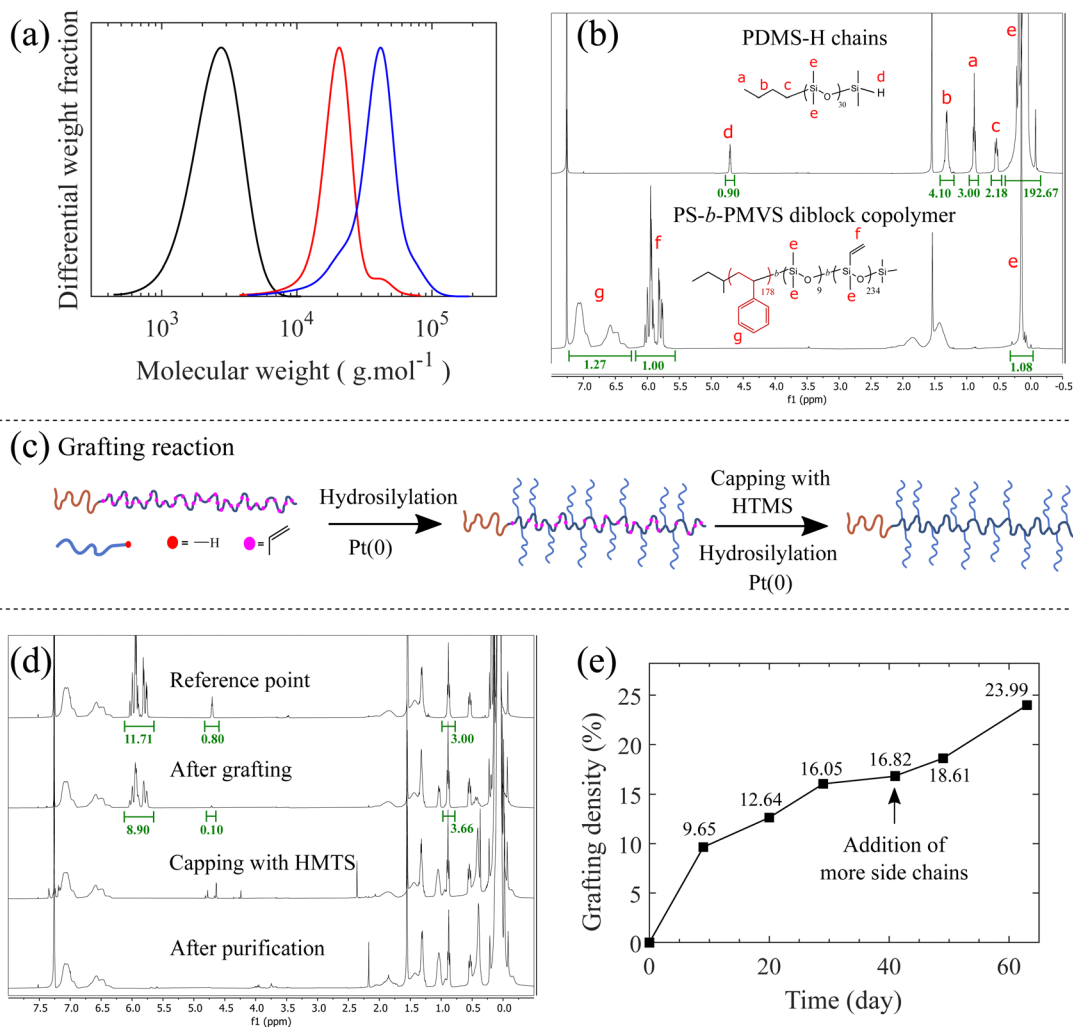 (a)
Differential weight fraction
10^3
10^4
10^5
Molecular weight ( g.mol^-1)
(b)
PDMS-H chains
e
a
b
c
Si
O
Si
H
d
30
e
e
a
b
c
d
0.90
4.10
3.00
2.18
192.67
PS-b-PMVS diblock copolymer
f
e
f
g
b
Si
O
b
Si
O
Si
178
9
234
e
e
g
e
1.27
1.00
1.08
7.5 7.0 6.5 6.0 5.5 5.0 4.5 4.0 3.5 3.0 2.5 2.0 1.5 1.0 0.5 0.0 -0.5
f1 (ppm)
(c) Grafting reaction
Hydrosilylation
Pt(0)
Capping with
HTMS
Hydrosilylation
Pt(0)
= —H
=
(d)
Reference point
11.71
0.80
3.00
After grafting
8.90
0.10
3.66
Capping with HMTS
After purification
7.5 7.0 6.5 6.0 5.5 5.0 4.5 4.0 3.5 3.0 2.5 2.0 1.5 1.0 0.5 0.0
f1 (ppm)
(e)
Grafting density (%)
25
20
15
10
5
0
9.65
12.64
16.05
16.82
18.61
23.99
Addition of
more side chains
0 20 40 60
Time (day)